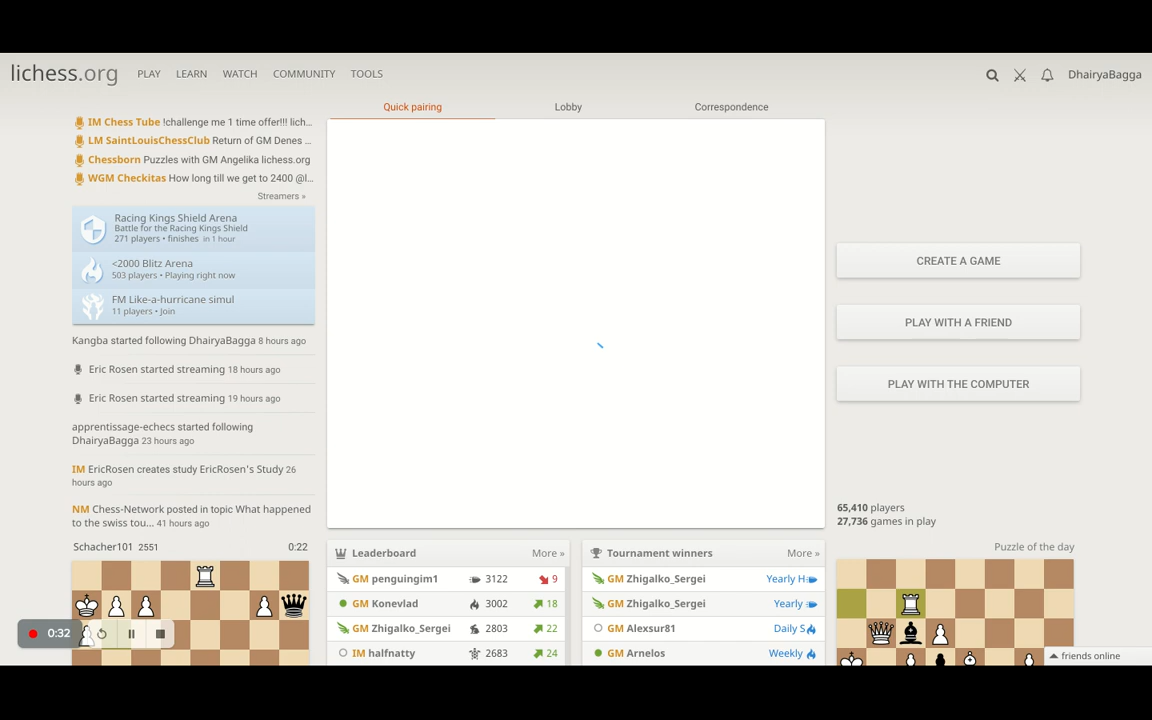 lichess.org PLAY LEARN WATCH COMMUNITY TOOLS DhairyaBagga
Quick pairing Lobby Correspondence
IM Chess Tube !challenge me 1 time offer!!! lich...
LM SaintLouisChessClub Return of GM Denes ...
Chessborn Puzzles with GM Angelika lichess.org
WGM Checkitas How long till we get to 2400 @l...
Streamers »
Racing Kings Shield Arena
Battle for the Racing Kings Shield
271 players • finishes in 1 hour
<2000 Blitz Arena
503 players • Playing right now
FM Like-a-hurricane simul
11 players • Join
Kangba started following DhairyaBagga 8 hours ago
Eric Rosen started streaming 18 hours ago
Eric Rosen started streaming 19 hours ago
apprentissage-echecs started following
DhairyaBagga 23 hours ago
IM EricRosen creates study EricRosen's Study 26
hours ago
NM Chess-Network posted in topic What happened
to the swiss tou... 41 hours ago
Schacher101 2551 0:22
0:32
CREATE A GAME
PLAY WITH A FRIEND
PLAY WITH THE COMPUTER
65,410 players
27,736 games in play
Leaderboard More »
GM penguingim1 3122 9
GM Konevlad 3002 18
GM Zhigalko_Sergei 2803 22
IM halfnatty 2683 24
Tournament winners More »
GM Zhigalko_Sergei Yearly H
GM Zhigalko_Sergei Yearly
GM Alexsur81 Daily S
GM Arnelos Weekly
Puzzle of the day
friends online